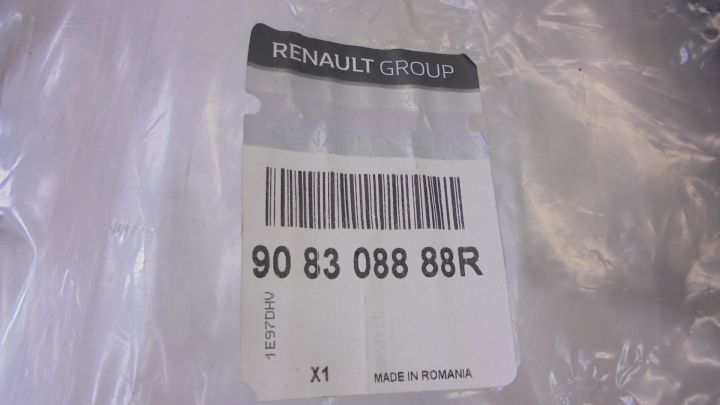 RENAULT GROUP
90 83 088 88R
1E97DHV
X1
MADE IN ROMANIA